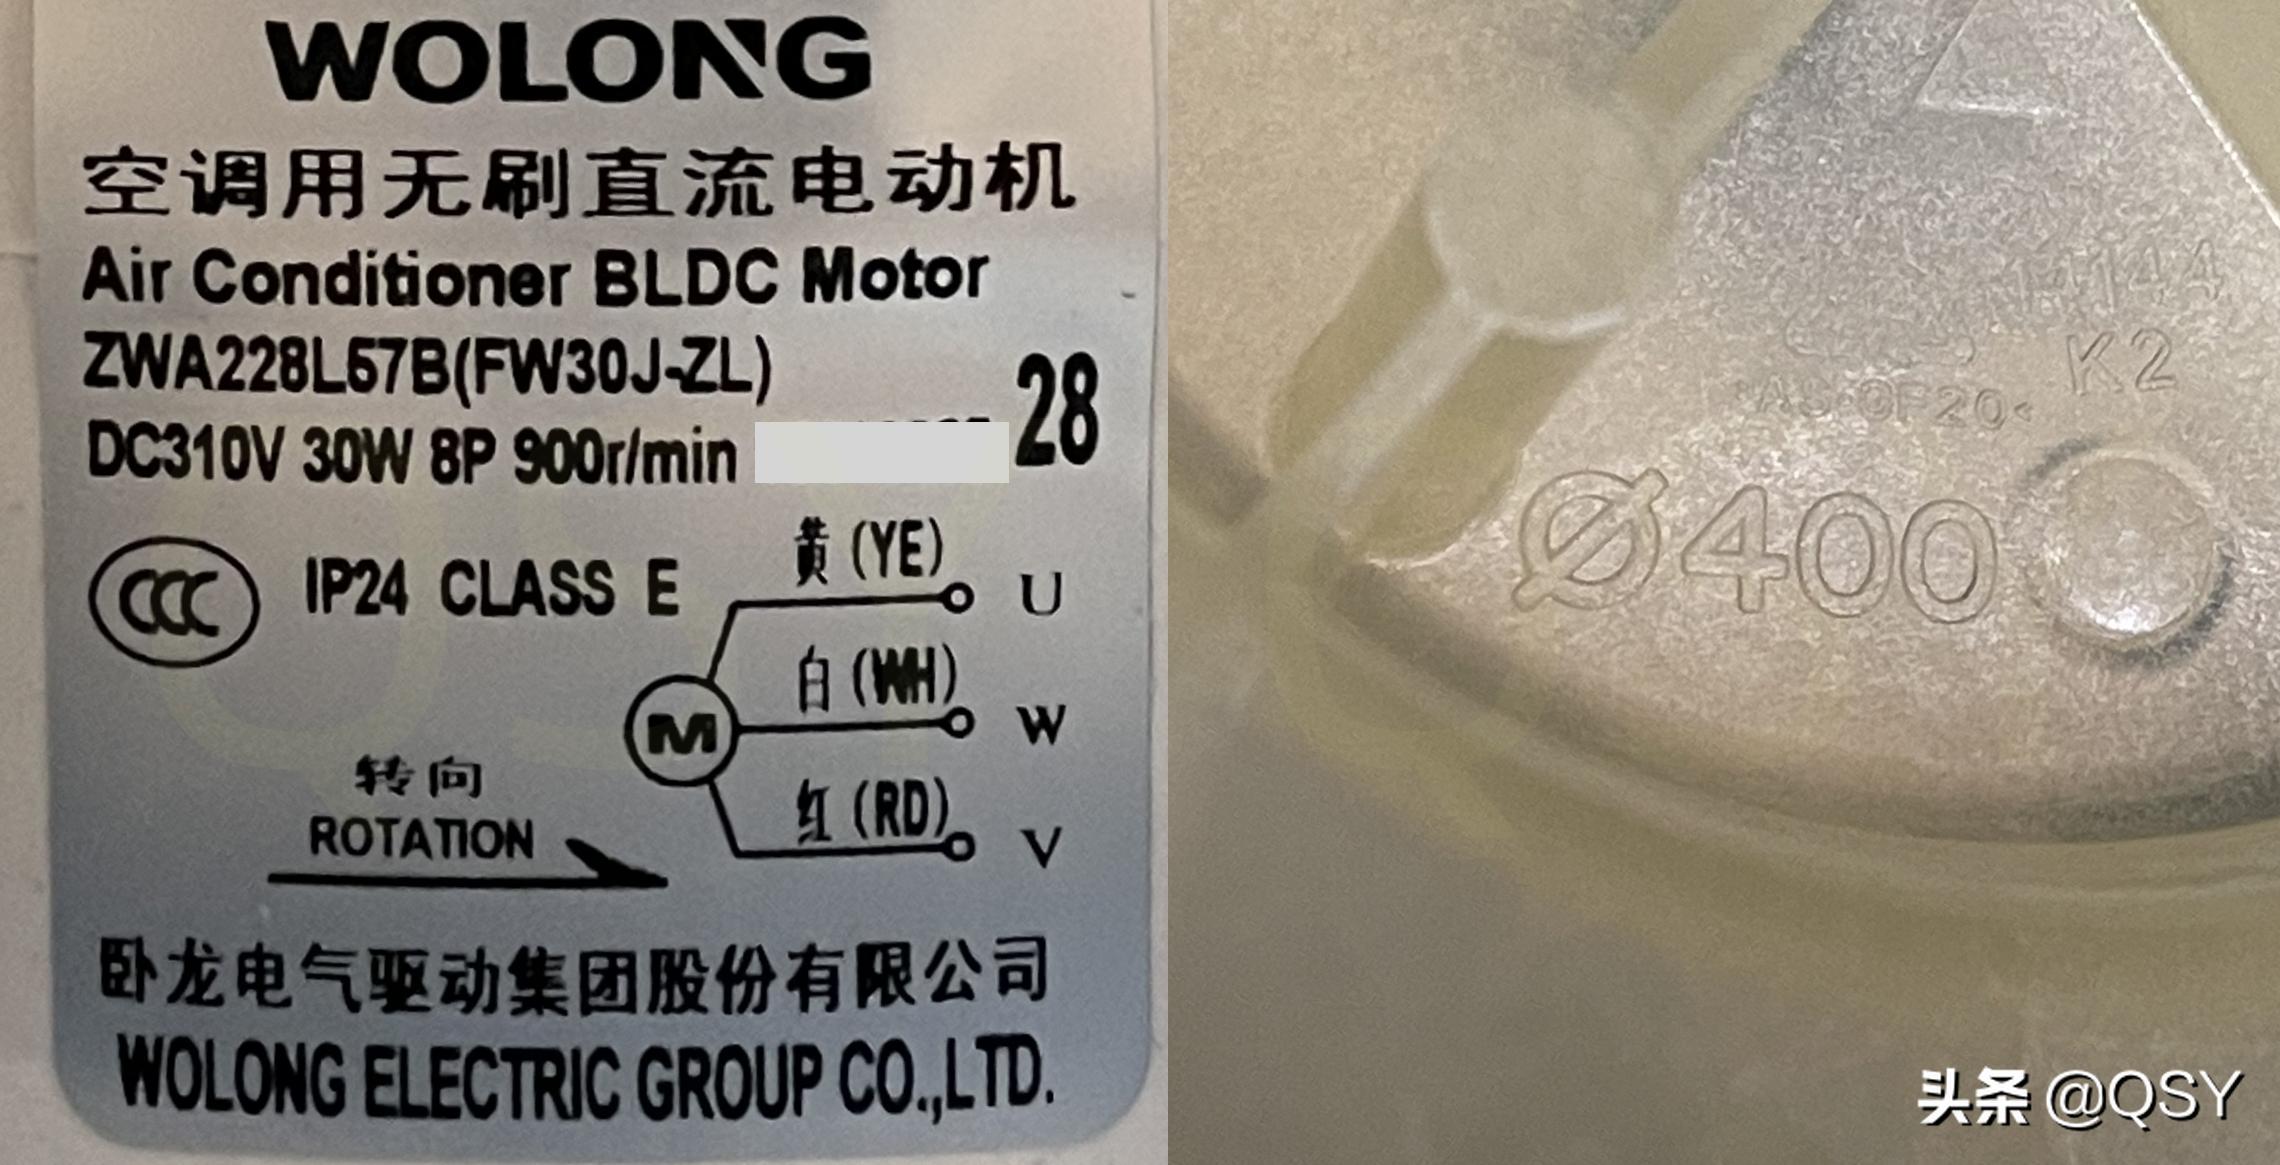 WOLONG
空调用无刷直流电动机
Air Conditioner BLDC Motor
ZWA228L57B(FW30J-ZL)
DC310V 30W 8P 900r/min
28
CCC
IP24 CLASS E
黄 (YE)
U
白 (WH)
W
M
红 (RD)
V
转向
ROTATION
卧龙电气驱动集团股份有限公司
WOLONG ELECTRIC GROUP CO.,LTD.
K2
Ø400
头条 @QSY